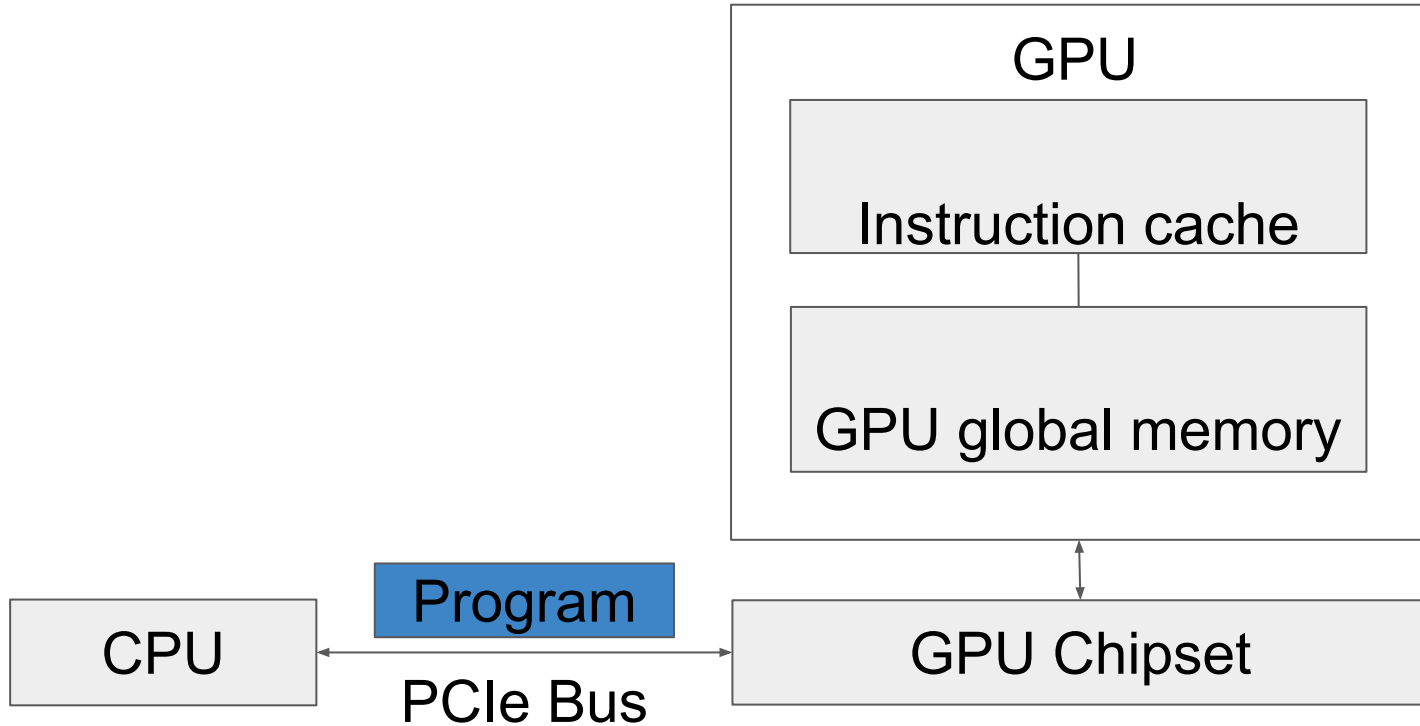 GPU
Instruction cache
GPU global memory
Program
CPU
GPU Chipset
PCIe Bus